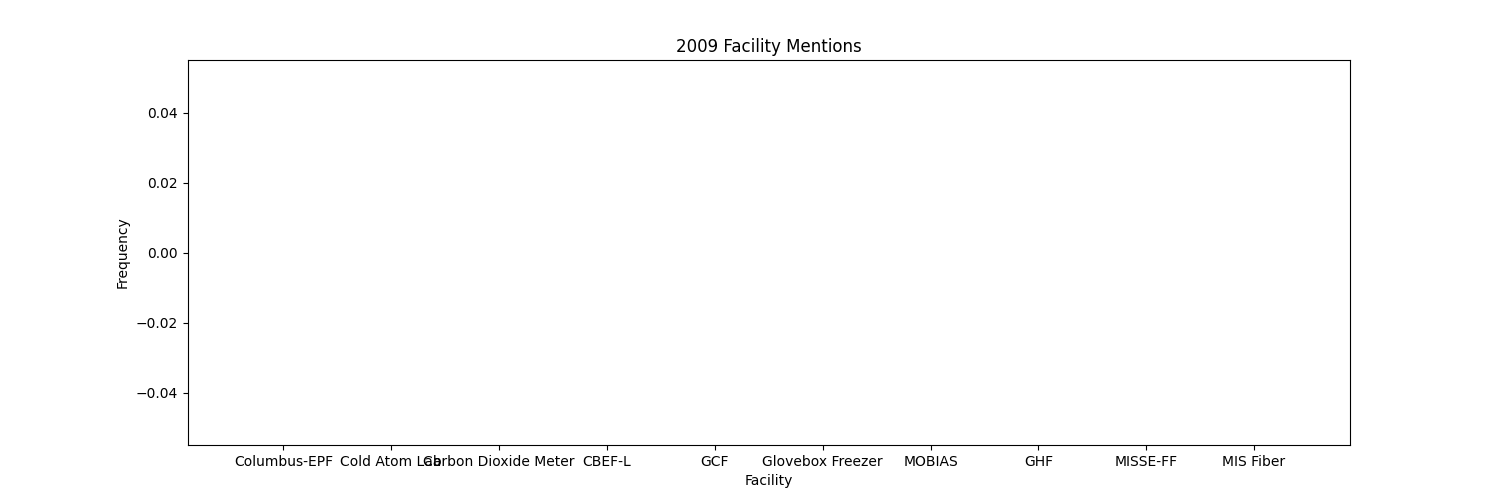 2009 Facility Mentions
0.04
0.02
0.00
−0.02
−0.04
Frequency
Columbus-EPF Cold Atom Lab Carbon Dioxide Meter CBEF-L GCF Glovebox Freezer MOBIAS GHF MISSE-FF MIS Fiber
Facility